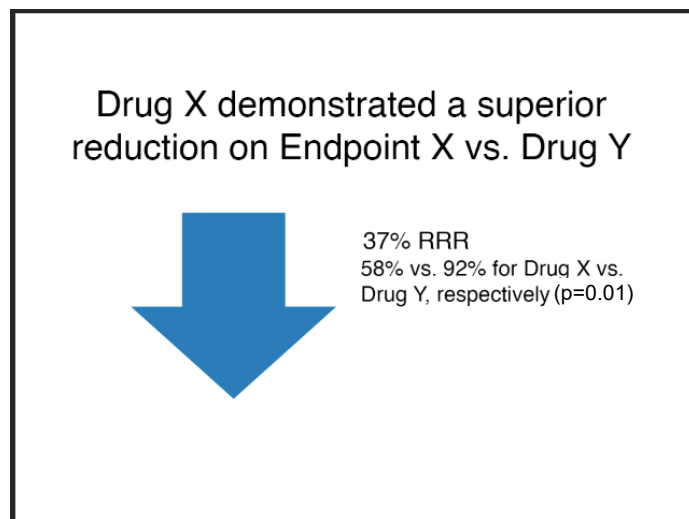 Drug X demonstrated a superior
reduction on Endpoint X vs. Drug Y
37% RRR
58% vs. 92% for Drug X vs.
Drug Y, respectively (p=0.01)